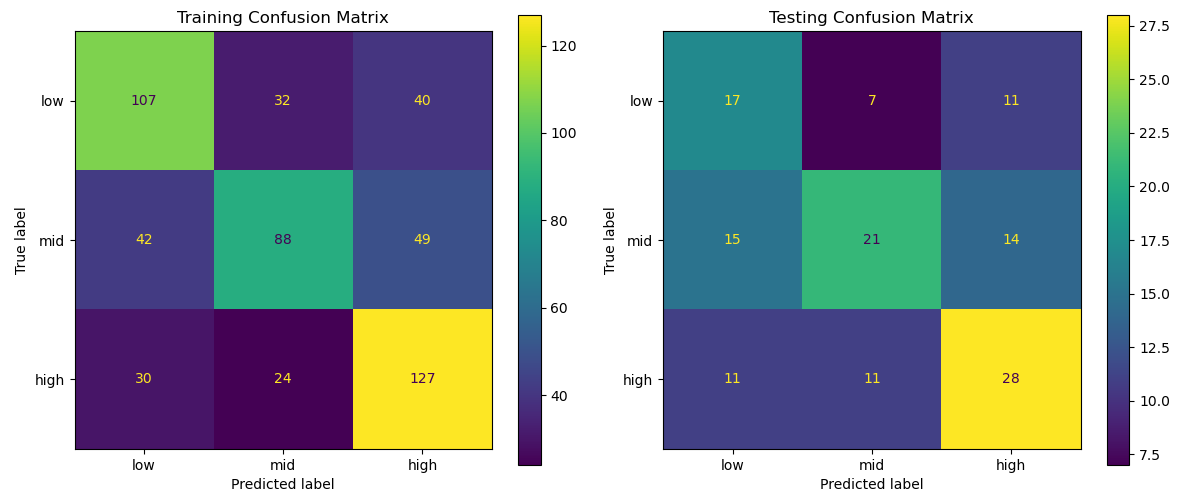 Training Confusion Matrix
True label
low
mid
high
107 32 40
42 88 49
30 24 127
low mid high
Predicted label
120
100
80
60
40
Testing Confusion Matrix
True label
low
mid
high
17 7 11
15 21 14
11 11 28
low mid high
Predicted label
27.5
25.0
22.5
20.0
17.5
15.0
12.5
10.0
7.5